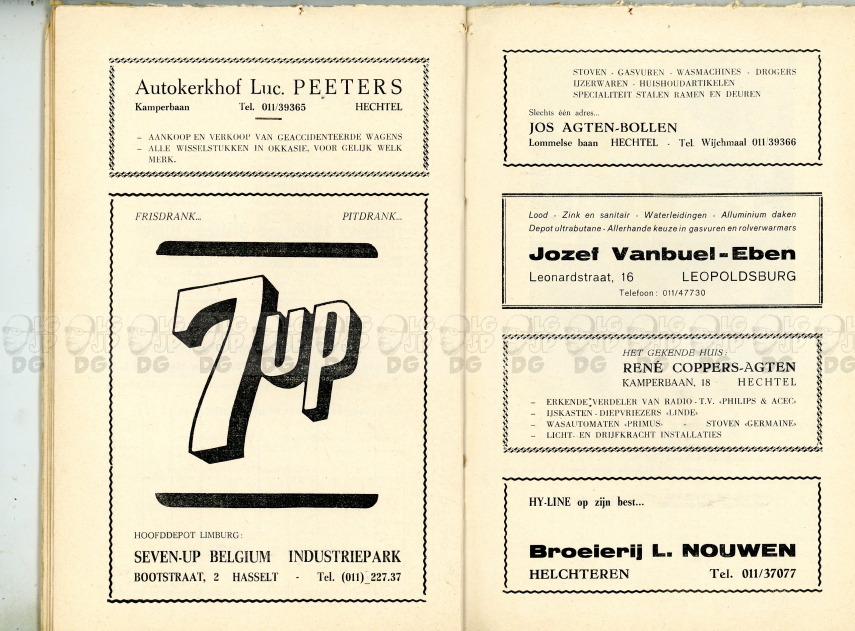 Autokerkhof Luc. PEETERS
Kamperbaan Tel. 011/39365 HECHTEL
– AANKOOP EN VERKOOP VAN GEACCIDENTEERDE WAGENS
– ALLE WISSELSTUKKEN IN OKKASIE, VOOR GELIJK WELK
MERK.
FRISDRANK... PITDRANK...
7up
HOOFDDEPOT LIMBURG:
SEVEN-UP BELGIUM INDUSTRIEPARK
BOOTSTRAAT, 2 HASSELT - Tel. (011) 227.37
STOVEN - GASVUREN - WASMACHINES - DROGERS
IJZERWAREN - HUISHOUDARTIKELEN
SPECIALITEIT STALEN RAMEN EN DEUREN
Slechts één adres...
JOS AGTEN-BOLLEN
Lommelse baan HECHTEL - Tel. Wijchmaal 011/39366
Lood - Zink en sanitair - Waterleidingen - Alluminium daken
Depot ultrabutane - Allerhande keuze in gasvuren en rolverwarmars
Jozef Vanbuel-Eben
Leonardstraat, 16 LEOPOLDSBURG
Telefoon: 011/47730
HET GEKENDE HUIS:
RENÉ COPPERS-AGTEN
KAMPERBAAN, 18 HECHTEL
– ERKENDE VERDELER VAN RADIO - T.V. ‹PHILIPS & ACEC›
– IJSKASTEN - DIEPVRIEZERS ‹LINDE›
– WASAUTOMATEN ‹PRIMUS› - STOVEN ‹GERMAINE›
– LICHT- EN DRIJFKRACHT INSTALLATIES
HY-LINE op zijn best...
Broeierij L. NOUWEN
HELCHTEREN Tel. 011/37077